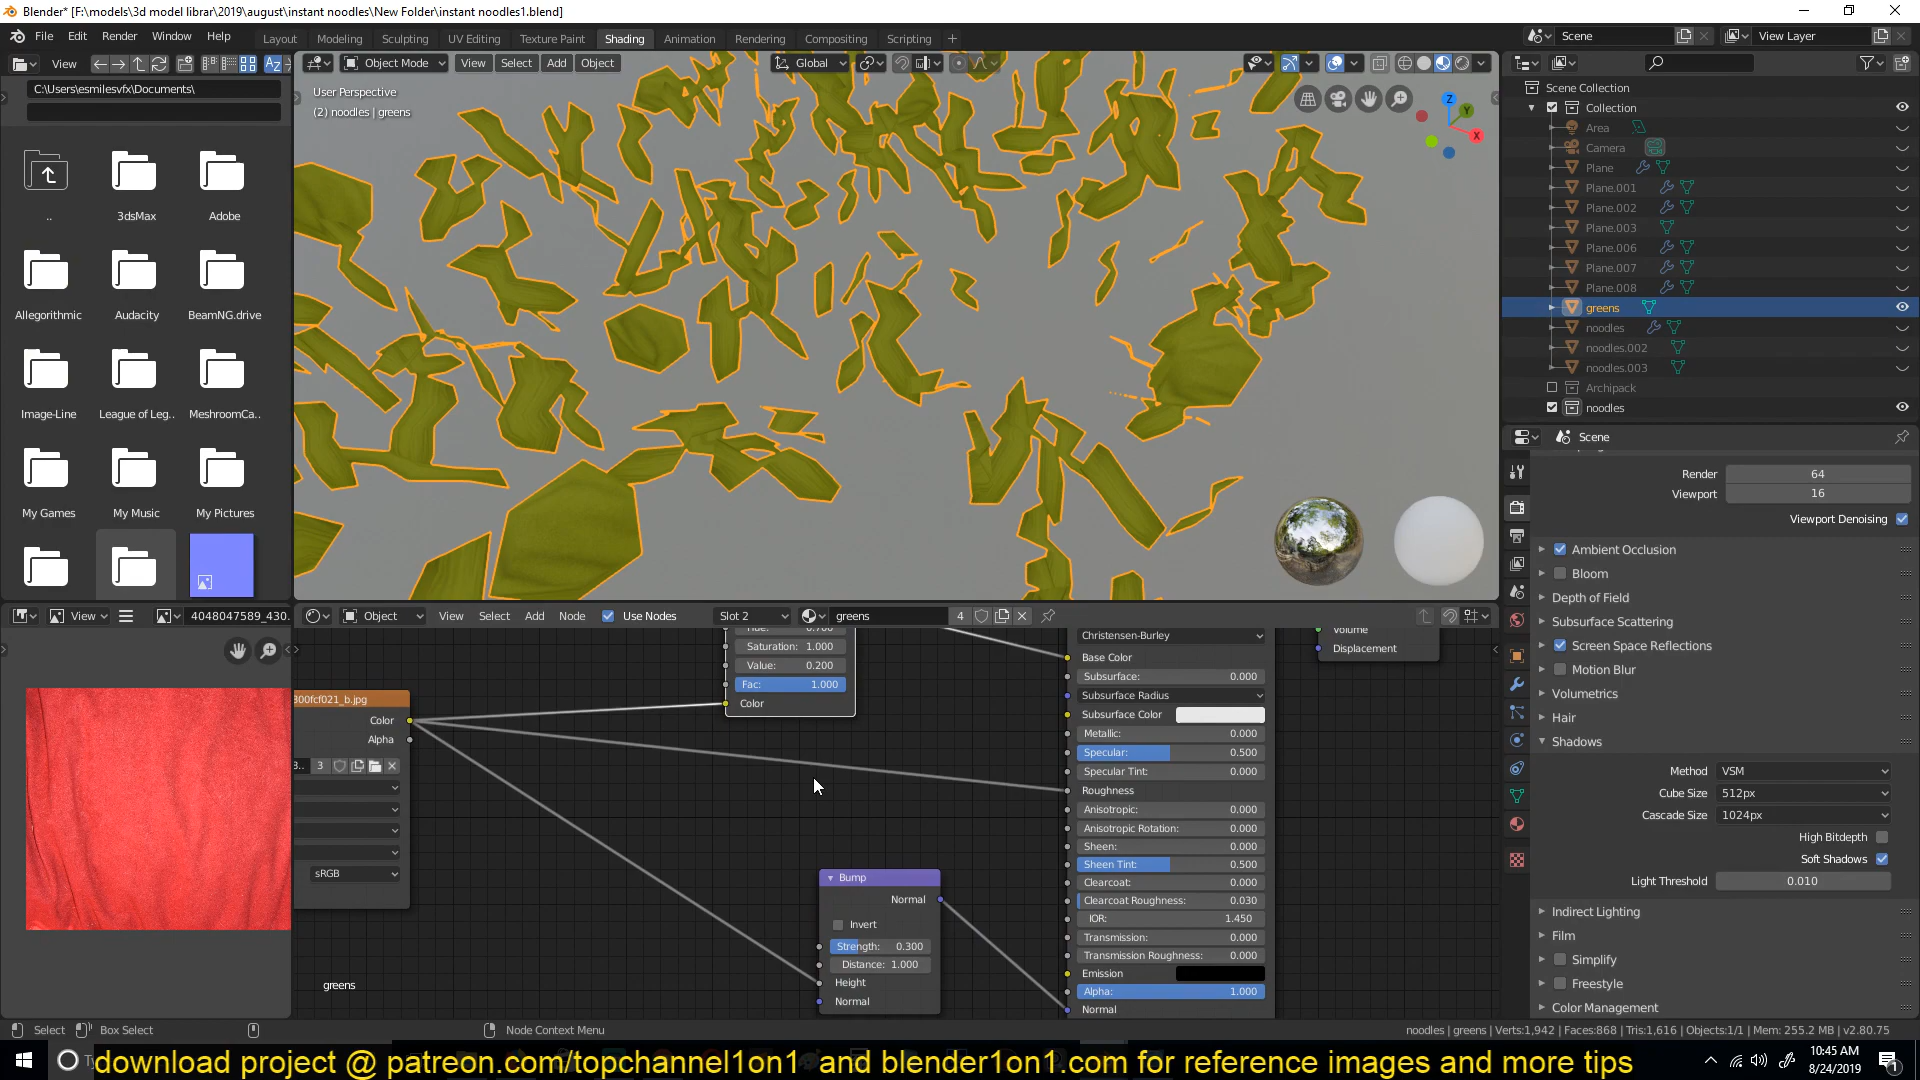 Blender* [F:\models\3d model librar\2019\august\instant noodles\New Folder\instant noodles1.blend]
File Edit Render Window Help Layout Modeling Sculpting UV Editing Texture Paint Shading Animation Rendering Compositing Scripting + Scene View Layer
View Object Mode View Select Add Object Global
C:\Users\esmilesvfx\Documents\
User Perspective
(2) noodles | greens
.. 3dsMax Adobe
Allegorithmic Audacity BeamNG.drive
Image-Line League of Leg.. MeshroomCa..
My Games My Music My Pictures
Z
Y
X
Scene Collection
Collection
Area
Camera
Plane
Plane.001
Plane.002
Plane.003
Plane.006
Plane.007
Plane.008
greens
noodles
noodles.002
noodles.003
Archipack
noodles
Scene
Render 64
Viewport 16
Viewport Denoising
Ambient Occlusion
Bloom
Depth of Field
Subsurface Scattering
Screen Space Reflections
Motion Blur
Volumetrics
Hair
Shadows
Method VSM
Cube Size 512px
Cascade Size 1024px
High Bitdepth
Soft Shadows
Light Threshold 0.010
Indirect Lighting
Film
Simplify
Freestyle
Color Management
View 4048047589_430.
Object View Select Add Node Use Nodes Slot 2 greens 4
300fcf021_b.jpg
Color
Alpha
3
sRGB
Saturation: 1.000
Value: 0.200
Fac: 1.000
Color
Bump
Normal
Invert
Strength: 0.300
Distance: 1.000
Height
Normal
Christensen-Burley
Base Color
Subsurface: 0.000
Subsurface Radius
Subsurface Color
Metallic: 0.000
Specular: 0.500
Specular Tint: 0.000
Roughness
Anisotropic: 0.000
Anisotropic Rotation: 0.000
Sheen: 0.000
Sheen Tint: 0.500
Clearcoat: 0.000
Clearcoat Roughness: 0.030
IOR: 1.450
Transmission: 0.000
Transmission Roughness: 0.000
Emission
Alpha: 1.000
Normal
Volume
Displacement
greens
Select Box Select Node Context Menu noodles | greens | Verts:1,942 | Faces:868 | Tris:1,616 | Objects:1/1 | Mem: 255.2 MB | v2.80.75
download project @ patreon.com/topchannel1on1 and blender1on1.com for reference images and more tips
10:45 AM
8/24/2019